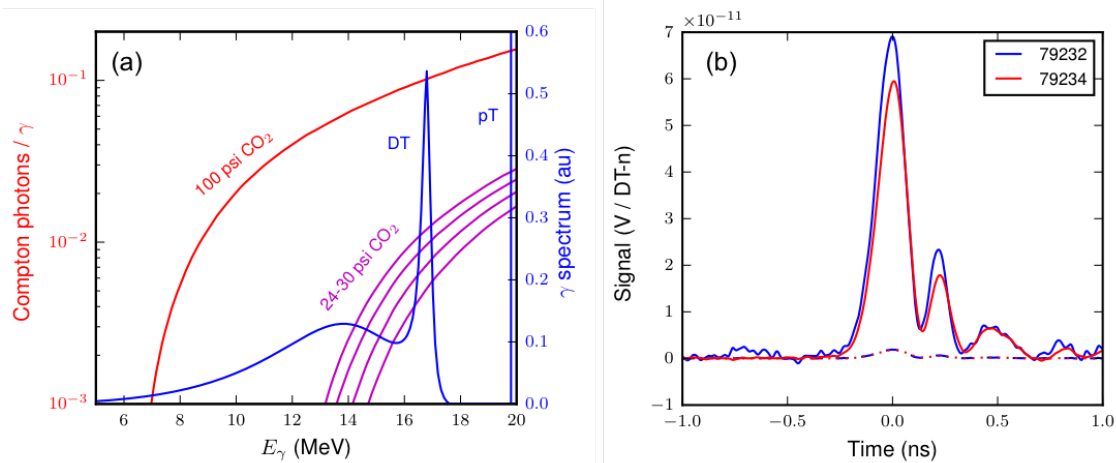 (a)
100 psi CO₂
24-30 psi CO₂
DT
pT
Compton photons / γ
10⁻¹
10⁻²
10⁻³
6 8 10 12 14 16 18 20
E_γ (MeV)
0.6
0.5
0.4
0.3
0.2
0.1
0.0
γ spectrum (au)
(b)
×10⁻¹¹
79232
79234
Signal (V / DT-n)
7
6
5
4
3
2
1
0
−1
−1.0 −0.5 0.0 0.5 1.0
Time (ns)